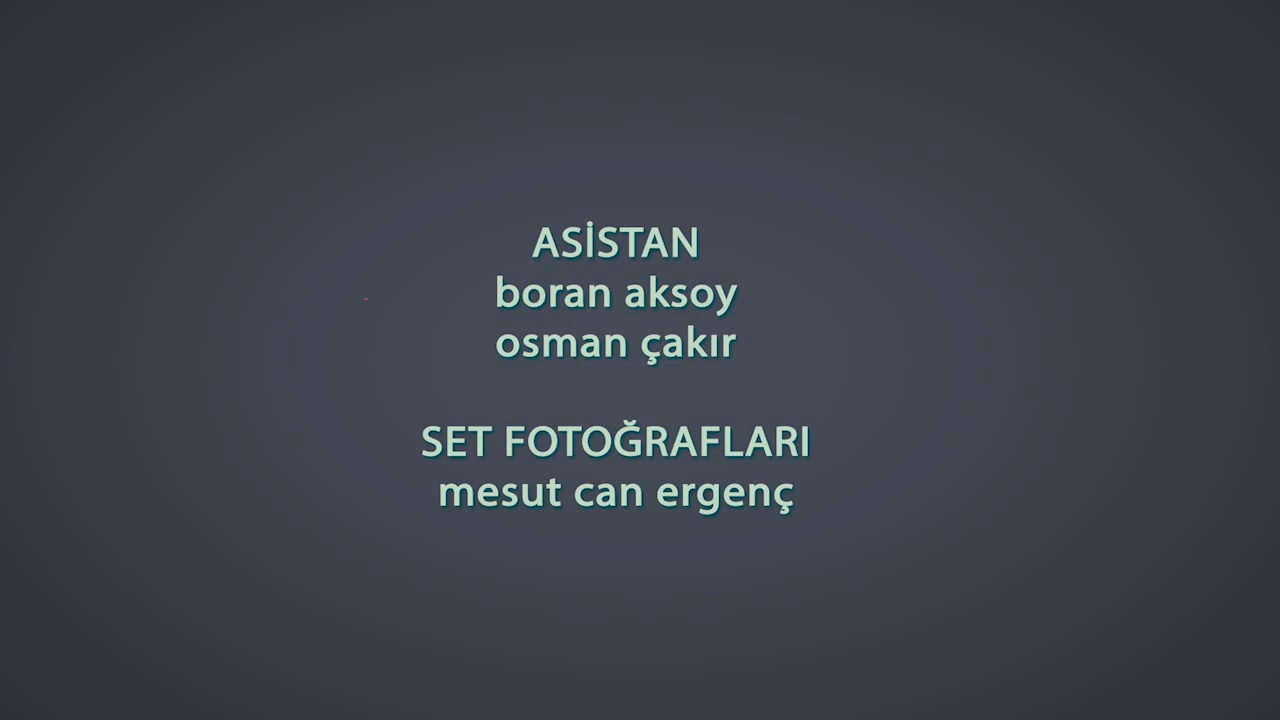 ASİSTAN
boran aksoy
osman çakır
SET FOTOĞRAFLARI
mesut can ergenç